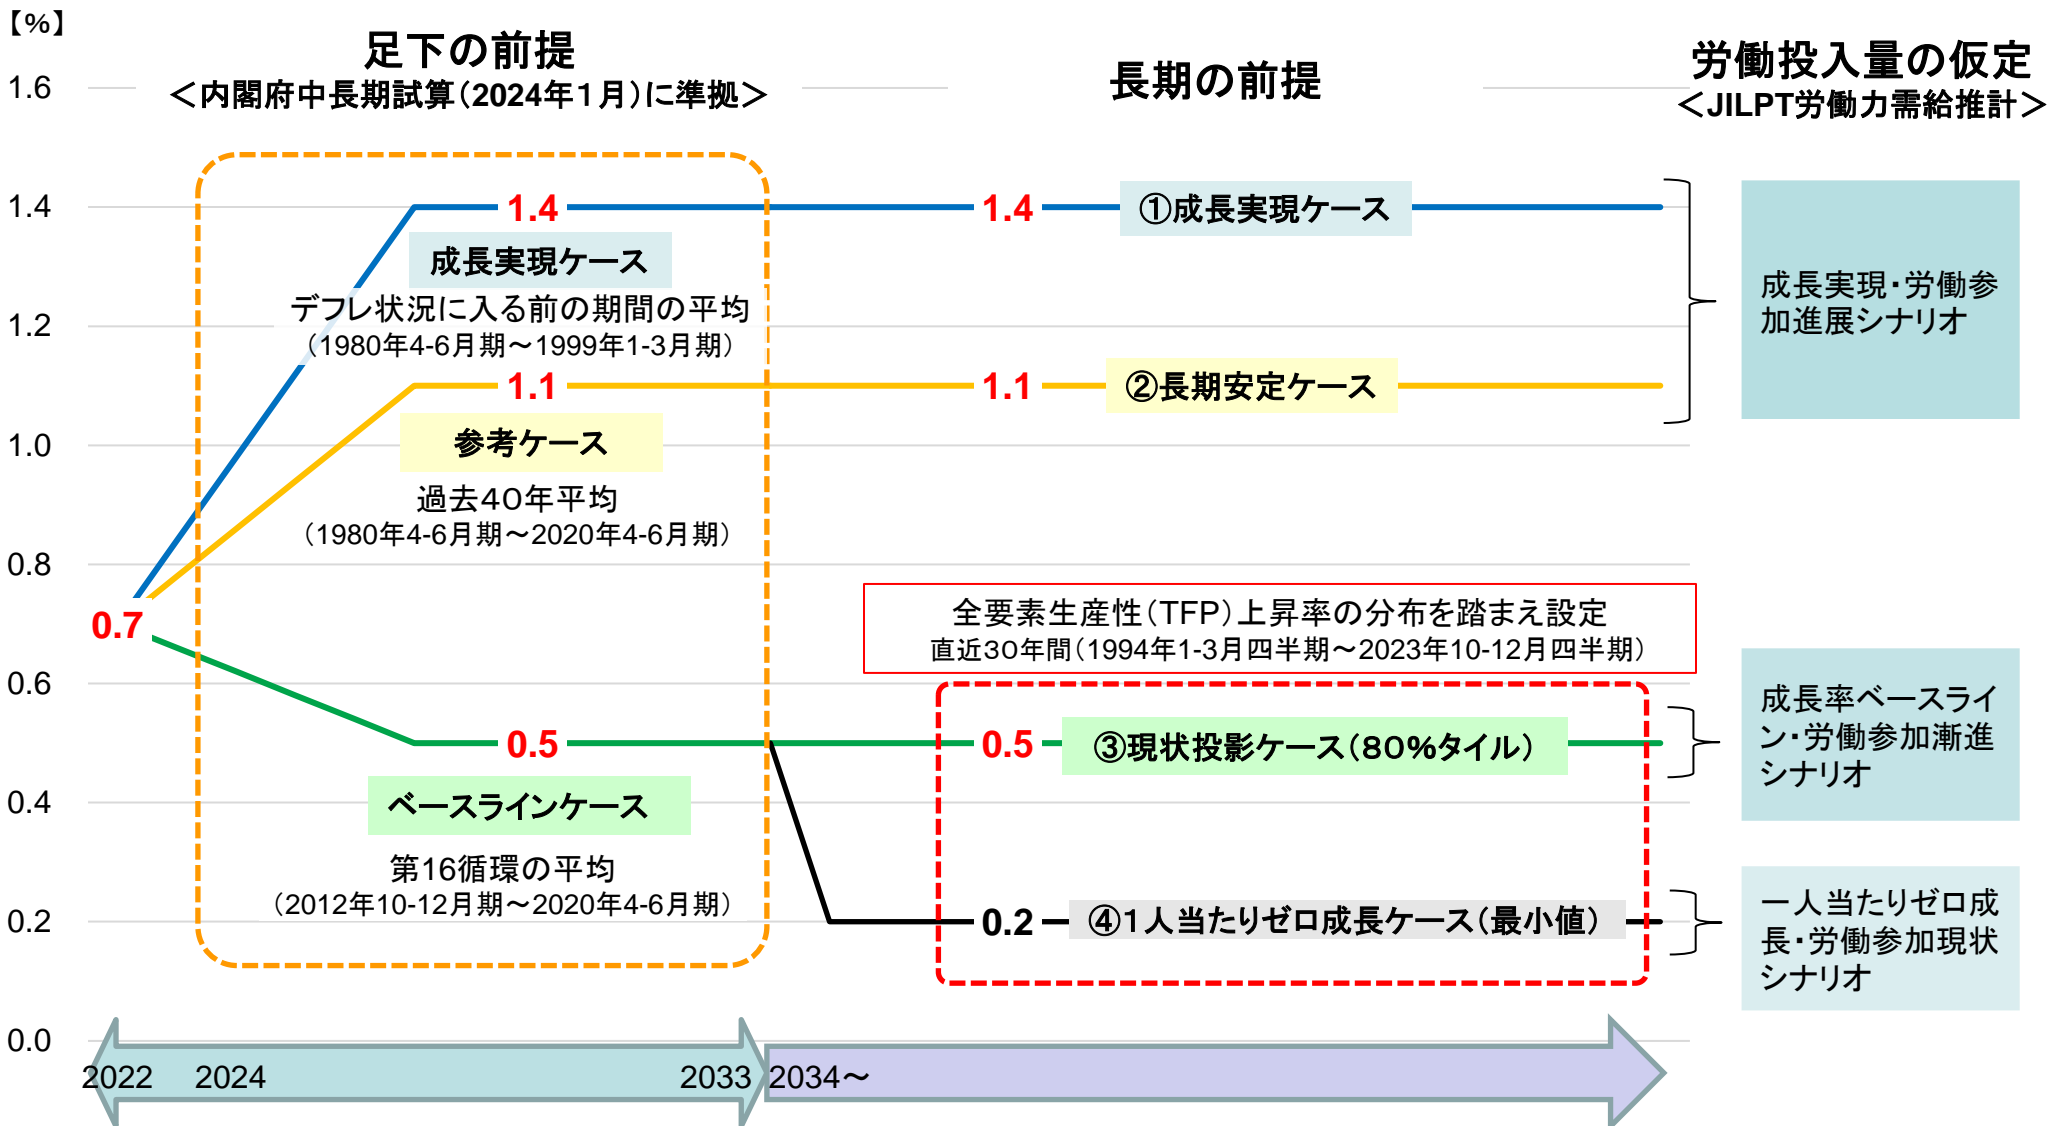 【%】
足下の前提
＜内閣府中長期試算（2024年１月）に準拠＞
長期の前提
労働投入量の仮定
＜JILPT労働力需給推計＞
1.6
1.4
1.2
1.0
0.8
0.6
0.4
0.2
0.0
1.4
成長実現ケース
デフレ状況に入る前の期間の平均
（1980年4-6月期～1999年1-3月期）
1.1
参考ケース
過去４０年平均
（1980年4-6月期～2020年4-6月期）
0.7
0.5
ベースラインケース
第16循環の平均
（2012年10-12月期～2020年4-6月期）
1.4
①成長実現ケース
1.1
②長期安定ケース
全要素生産性（TFP）上昇率の分布を踏まえ設定
直近３０年間（1994年1-3月四半期～2023年10-12月四半期）
0.5
③現状投影ケース（８０％タイル）
0.2
④１人当たりゼロ成長ケース（最小値）
成長実現・労働参
加進展シナリオ
成長率ベースライ
ン・労働参加漸進
シナリオ
一人当たりゼロ成
長・労働参加現状
シナリオ
2022
2024
2033
2034～